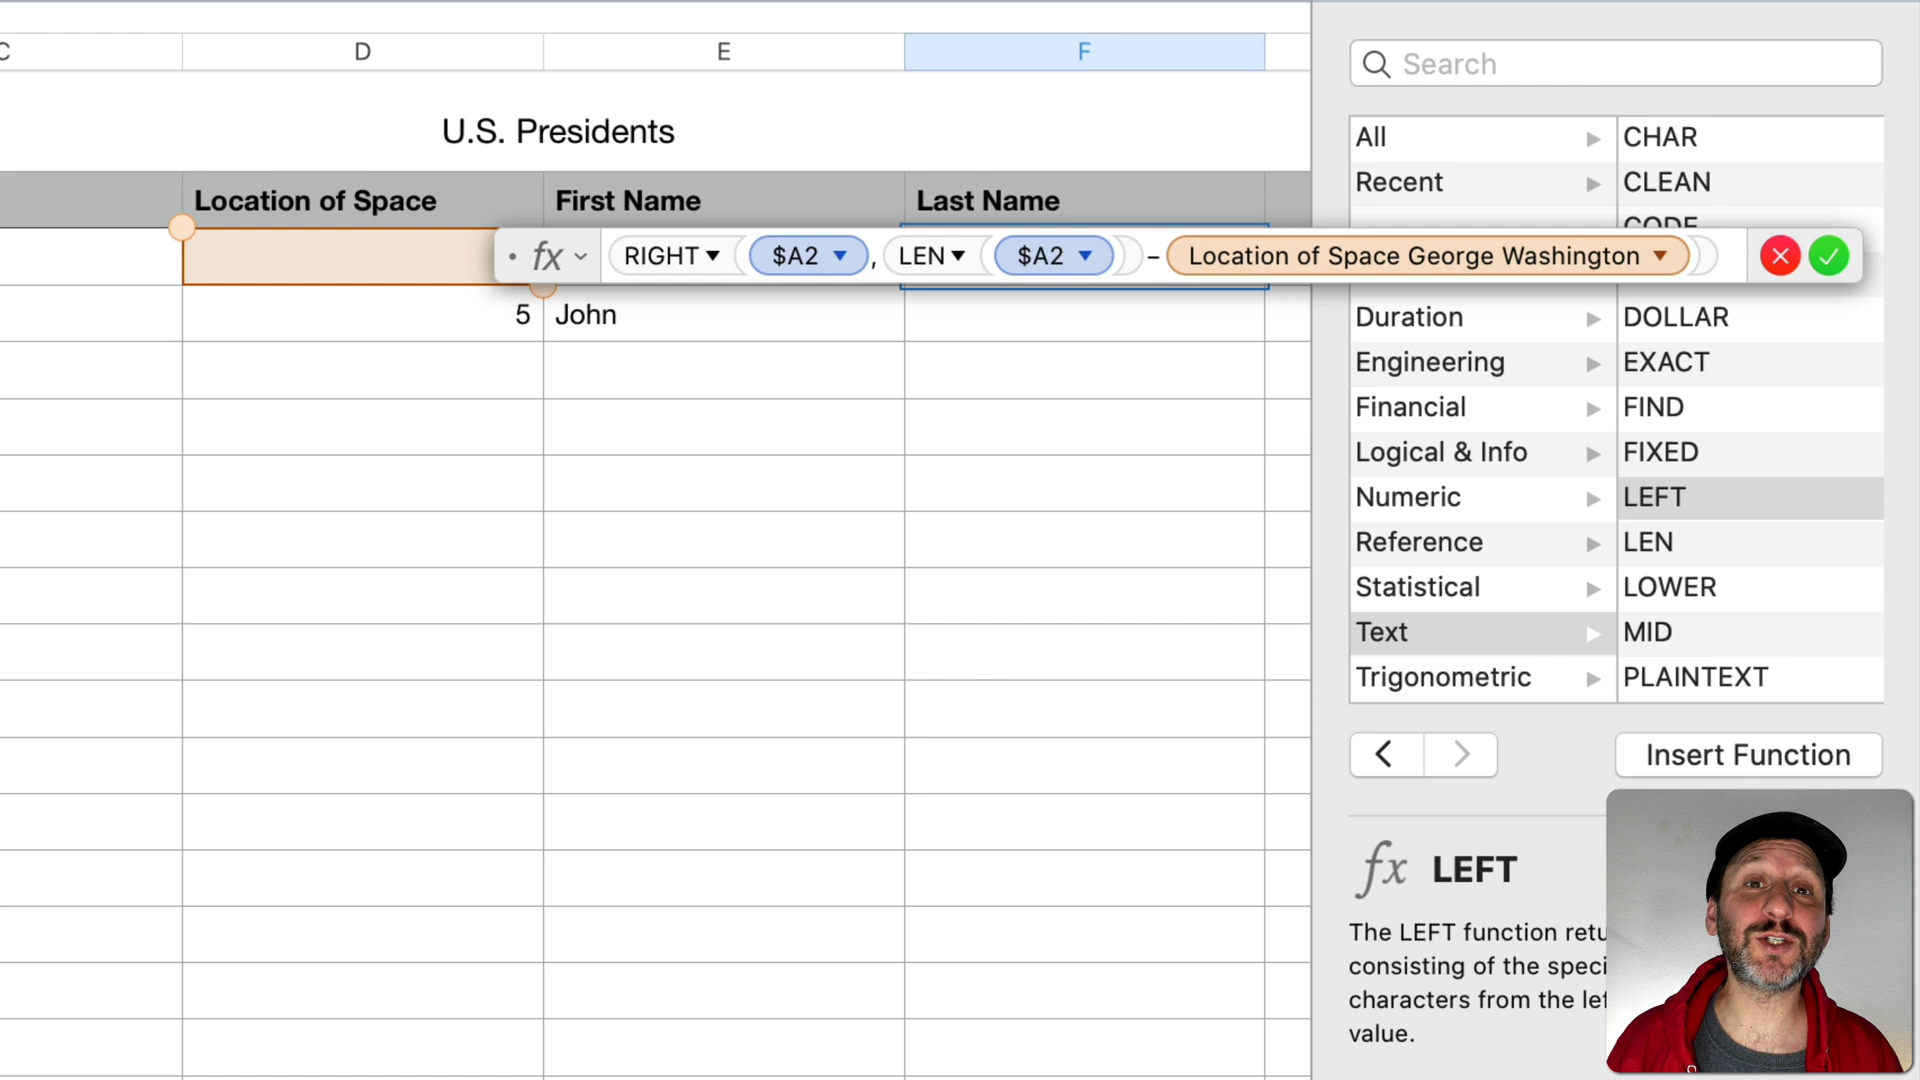 C D E F
U.S. Presidents
Location of Space First Name Last Name
fx RIGHT $A2 , LEN $A2 – Location of Space George Washington
5 John
Search
All
Recent
Duration
Engineering
Financial
Logical & Info
Numeric
Reference
Statistical
Text
Trigonometric
CHAR
CLEAN
CODE
DOLLAR
EXACT
FIND
FIXED
LEFT
LEN
LOWER
MID
PLAINTEXT
Insert Function
fx LEFT
The LEFT function retu
consisting of the speci
characters from the lef
value.